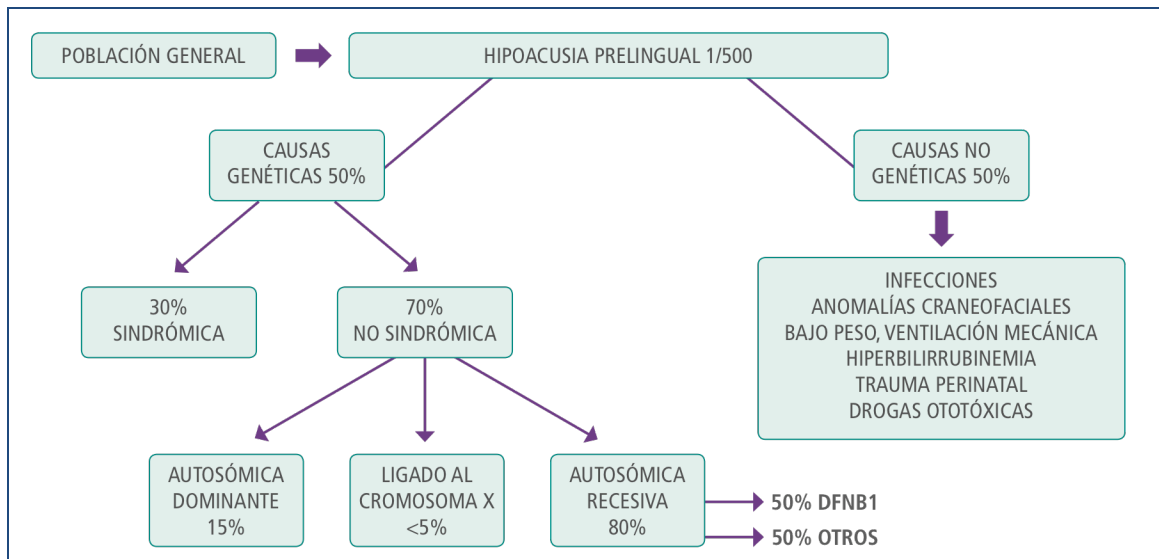 POBLACIÓN GENERAL
HIPOACUSIA PRELINGUAL 1/500
CAUSAS
GENÉTICAS 50%
CAUSAS NO
GENÉTICAS 50%
30%
SINDRÓMICA
70%
NO SINDRÓMICA
INFECCIONES
ANOMALÍAS CRANEOFACIALES
BAJO PESO, VENTILACIÓN MECÁNICA
HIPERBILIRRUBINEMIA
TRAUMA PERINATAL
DROGAS OTOTÓXICAS
AUTOSÓMICA
DOMINANTE
15%
LIGADO AL
CROMOSOMA X
<5%
AUTOSÓMICA
RECESIVA
80%
50% DFNB1
50% OTROS